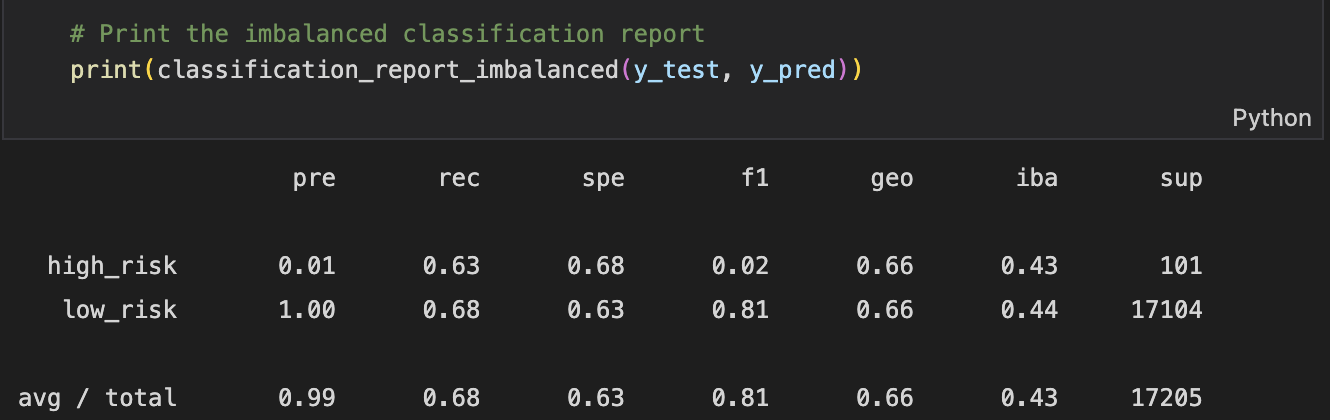 # Print the imbalanced classification report
print(classification_report_imbalanced(y_test, y_pred))
Python
pre rec spe f1 geo iba sup
high_risk 0.01 0.63 0.68 0.02 0.66 0.43 101
low_risk 1.00 0.68 0.63 0.81 0.66 0.44 17104
avg / total 0.99 0.68 0.63 0.81 0.66 0.43 17205